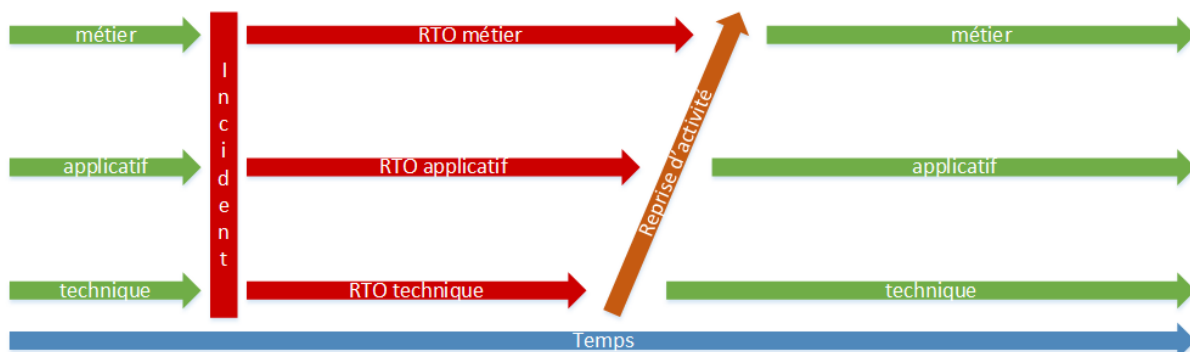 métier
RTO métier
métier
Incident
applicatif
RTO applicatif
Reprise d'activité
applicatif
technique
RTO technique
technique
Temps